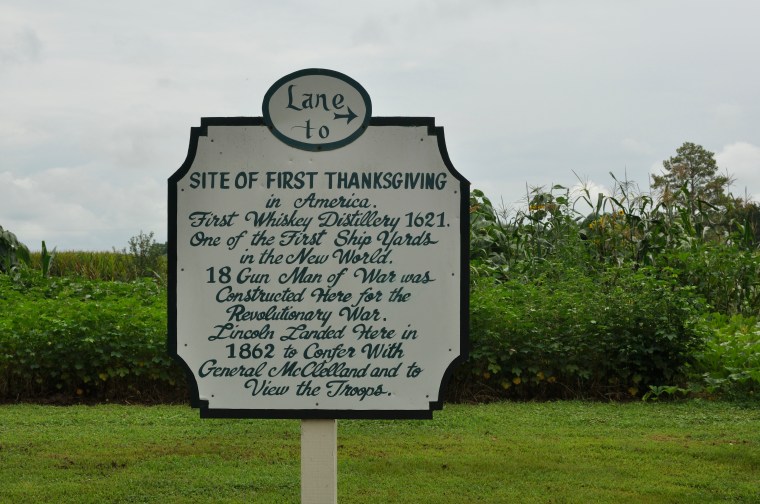 Lane
to
SITE OF FIRST THANKSGIVING
in America.
First Whiskey Distillery 1621.
One of the First Ship Yards
in the New World.
18 Gun Man of War was
Constructed Here for the
Revolutionary War.
Lincoln Landed Here in
1862 to Confer With
General McClelland and to
View the Troops.